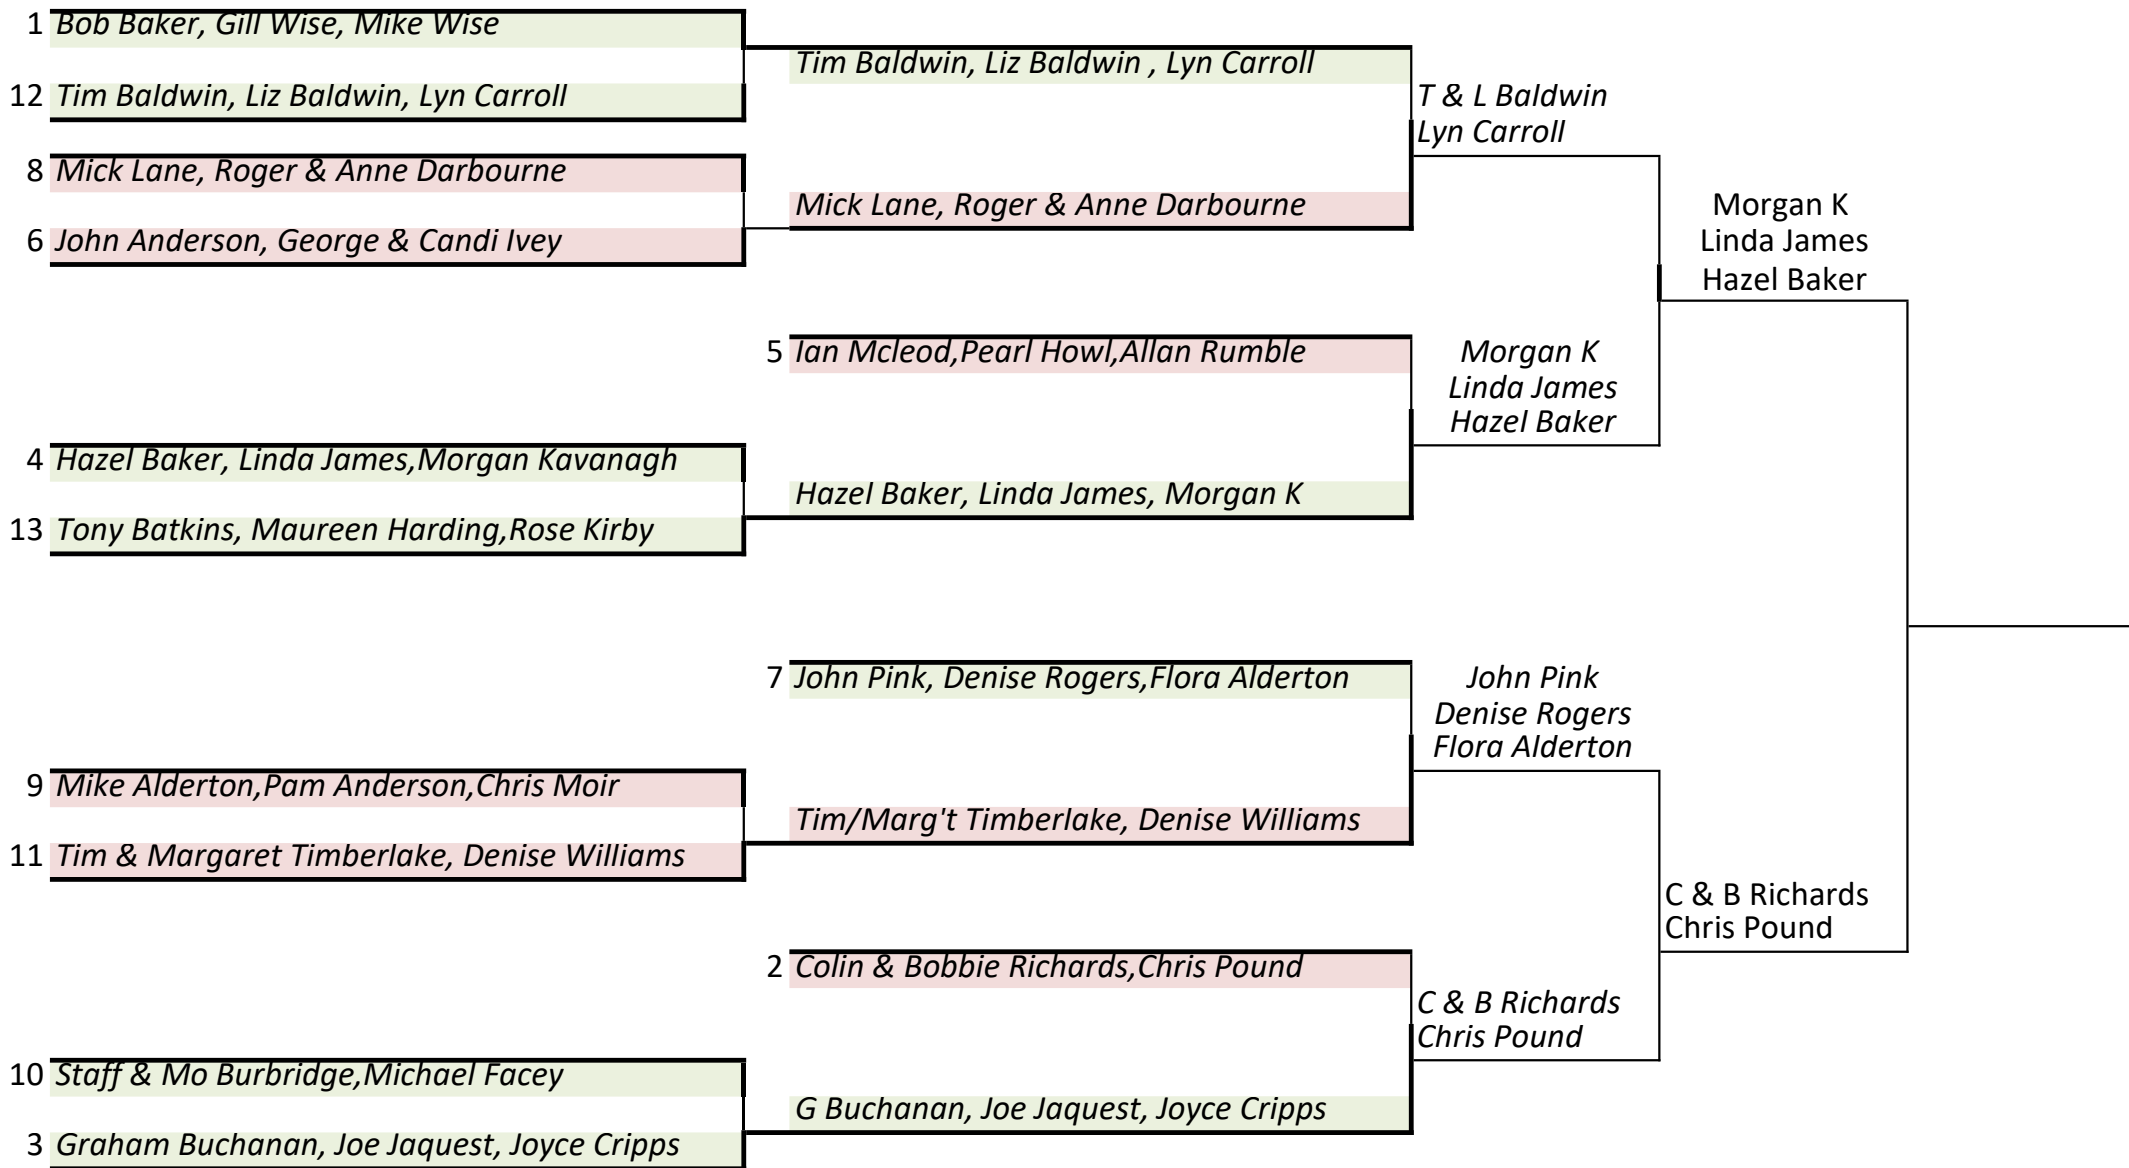 1 Bob Baker, Gill Wise, Mike Wise
12 Tim Baldwin, Liz Baldwin, Lyn Carroll
8 Mick Lane, Roger & Anne Darbourne
6 John Anderson, George & Candi Ivey
4 Hazel Baker, Linda James,Morgan Kavanagh
13 Tony Batkins, Maureen Harding,Rose Kirby
9 Mike Alderton,Pam Anderson,Chris Moir
11 Tim & Margaret Timberlake, Denise Williams
10 Staff & Mo Burbridge,Michael Facey
3 Graham Buchanan, Joe Jaquest, Joyce Cripps
Tim Baldwin, Liz Baldwin , Lyn Carroll
Mick Lane, Roger & Anne Darbourne
5 Ian Mcleod,Pearl Howl,Allan Rumble
Hazel Baker, Linda James, Morgan K
7 John Pink, Denise Rogers,Flora Alderton
Tim/Marg't Timberlake, Denise Williams
2 Colin & Bobbie Richards,Chris Pound
G Buchanan, Joe Jaquest, Joyce Cripps
T & L Baldwin
Lyn Carroll
Morgan K
Linda James
Hazel Baker
John Pink
Denise Rogers
Flora Alderton
C & B Richards
Chris Pound
Morgan K
Linda James
Hazel Baker
C & B Richards
Chris Pound